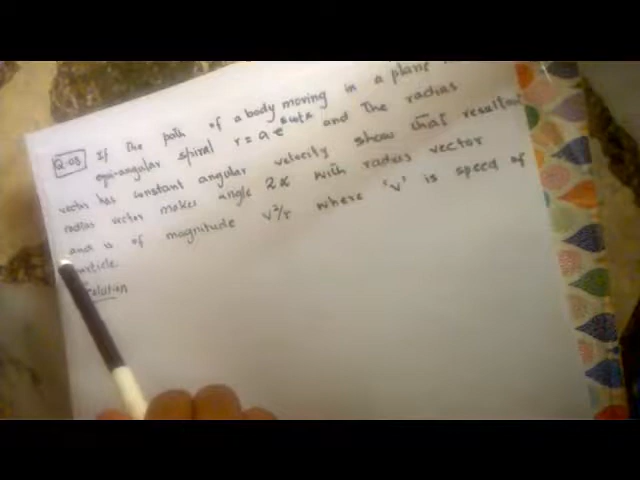 Q.03 If The path of a body moving in a plane
equi-angular spiral r = a e^θcotα and The radius
vector has constant angular velocity show that resultant
radius vector makes angle 2α with radius vector
and is of magnitude v²/r where 'v' is speed of
particle.
Solution